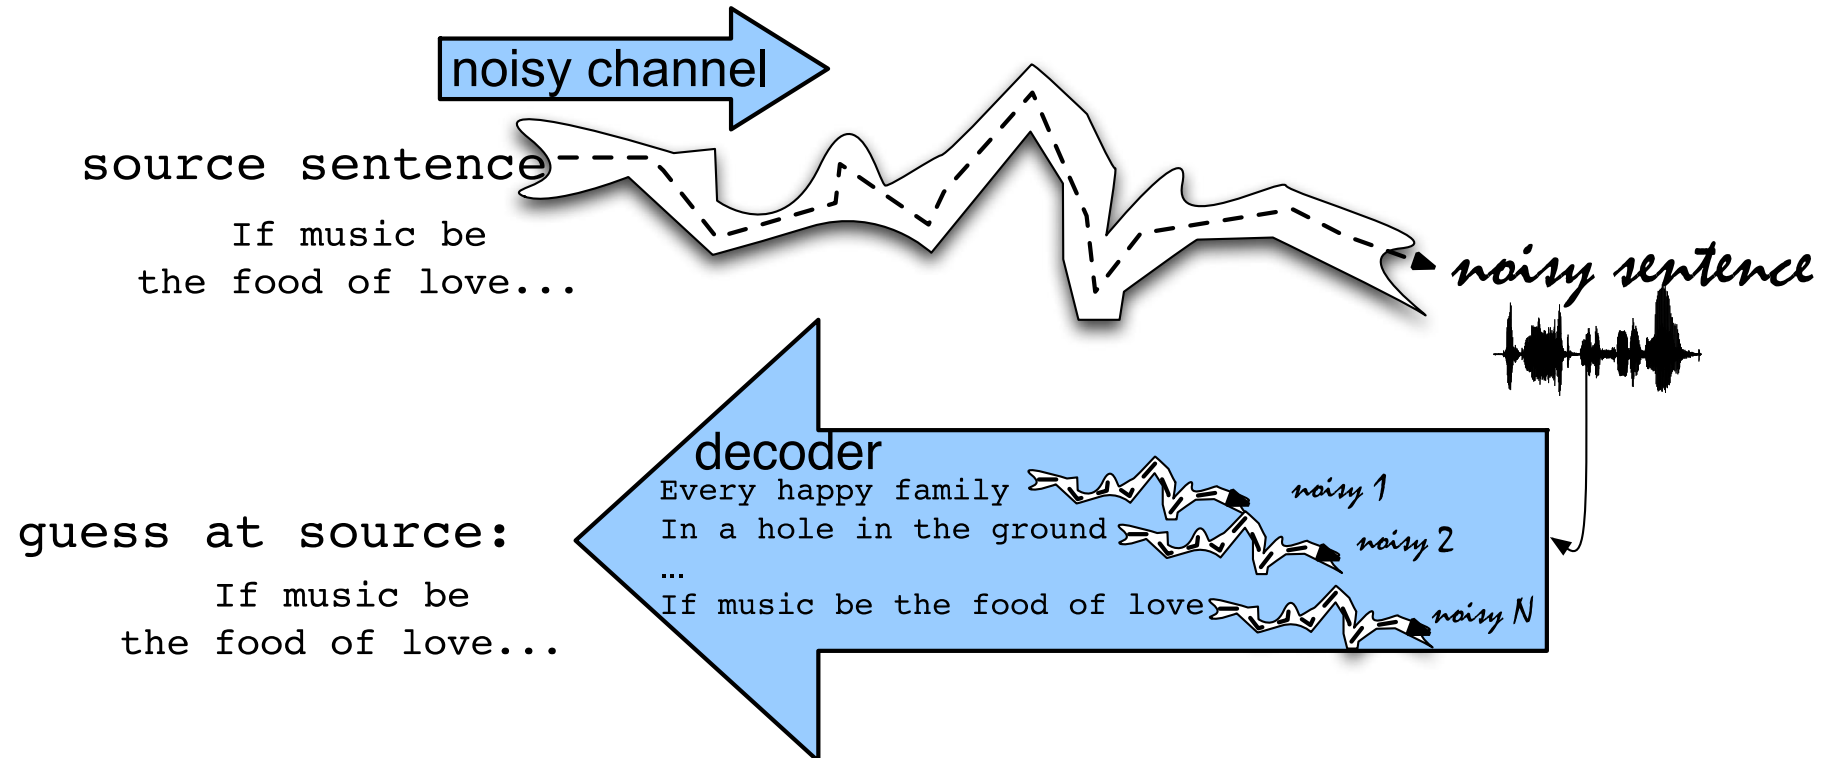 noisy channel
source sentence
If music be
the food of love...
noisy sentence
decoder
Every happy family noisy 1
In a hole in the ground noisy 2
...
If music be the food of love noisy N
guess at source:
If music be
the food of love...